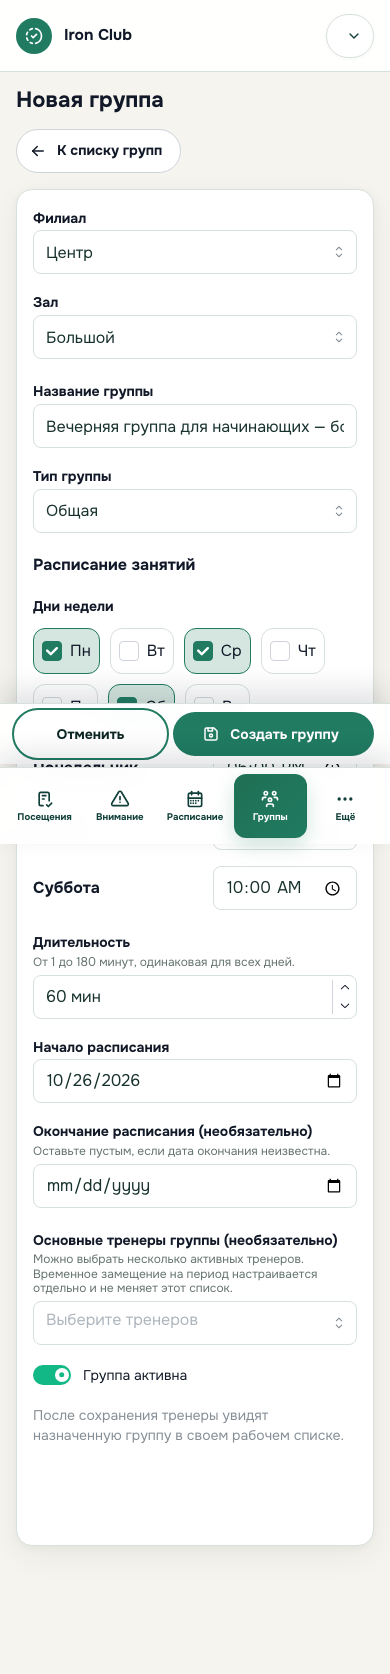 Iron Club
Новая группа
К списку групп
Филиал
Центр
Зал
Большой
Название группы
Вечерняя группа для начинающих — бо
Тип группы
Общая
Расписание занятий
Дни недели
Пн Вт Ср Чт
Отменить Создать группу
Посещения Внимание Расписание Группы Ещё
Суббота 10:00 AM
Длительность
От 1 до 180 минут, одинаковая для всех дней.
60 мин
Начало расписания
10/26/2026
Окончание расписания (необязательно)
Оставьте пустым, если дата окончания неизвестна.
mm/dd/yyyy
Основные тренеры группы (необязательно)
Можно выбрать несколько активных тренеров.
Временное замещение на период настраивается
отдельно и не меняет этот список.
Выберите тренеров
Группа активна
После сохранения тренеры увидят
назначенную группу в своем рабочем списке.